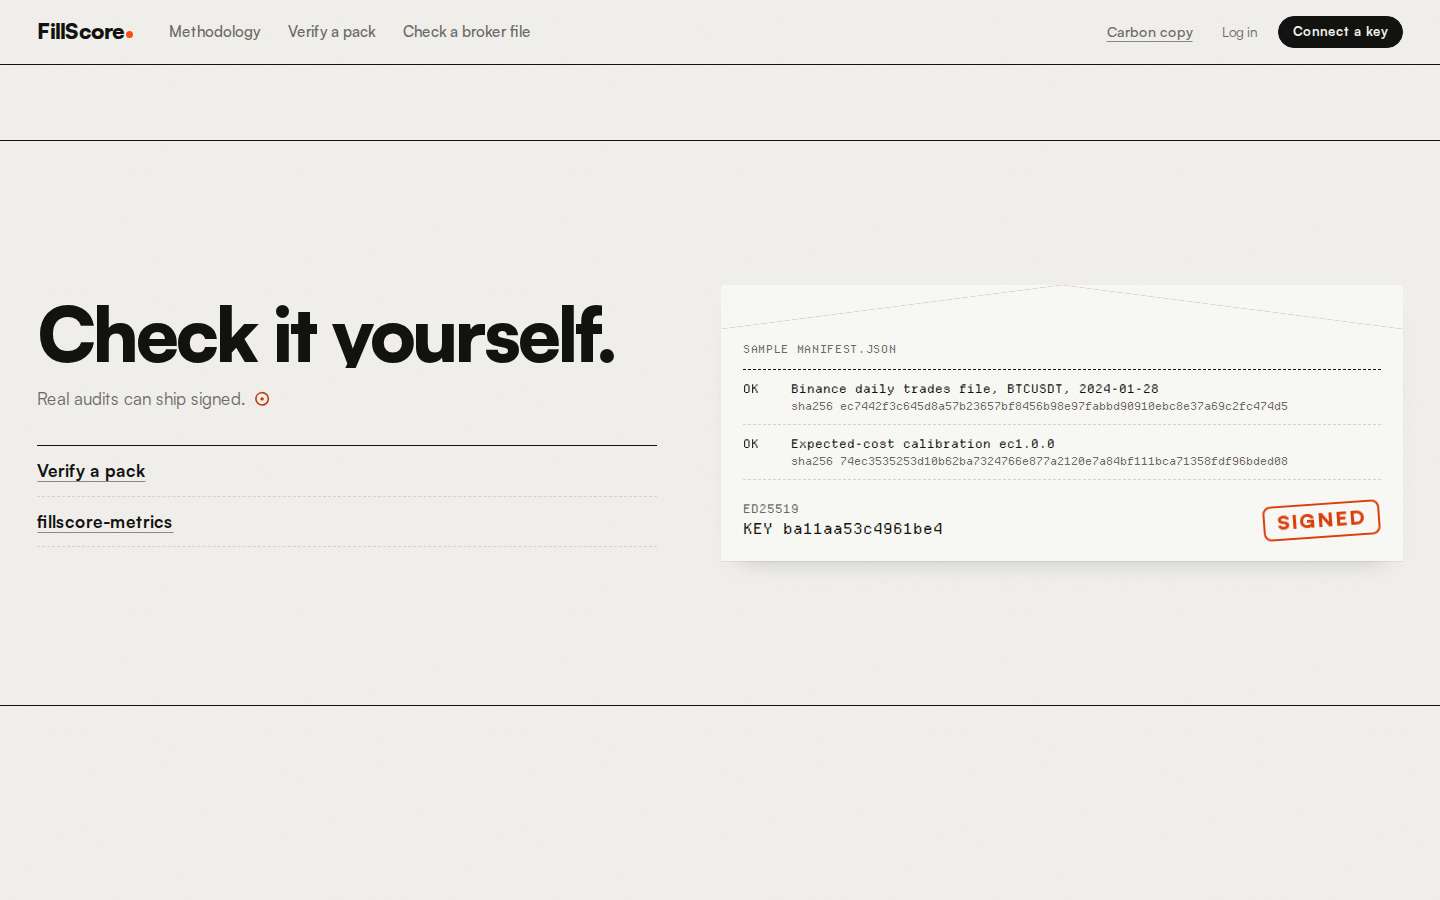 FillScore
Methodology
Verify a pack
Check a broker file
Carbon copy
Log in
Connect a key
Check it yourself.
Real audits can ship signed.
Verify a pack
fillscore-metrics
SAMPLE MANIFEST.JSON
OK Binance daily trades file, BTCUSDT, 2024-01-28
sha256 ec7442f3c645d8a57b23657bf8456b98e97fabbd90910ebc8e37a69c2fc474d5
OK Expected-cost calibration ec1.0.0
sha256 74ec3535253d10b62ba7324766e877a2120e7a84bf111bca71358fdf96bded08
ED25519
KEY ba11aa53c4961be4
SIGNED